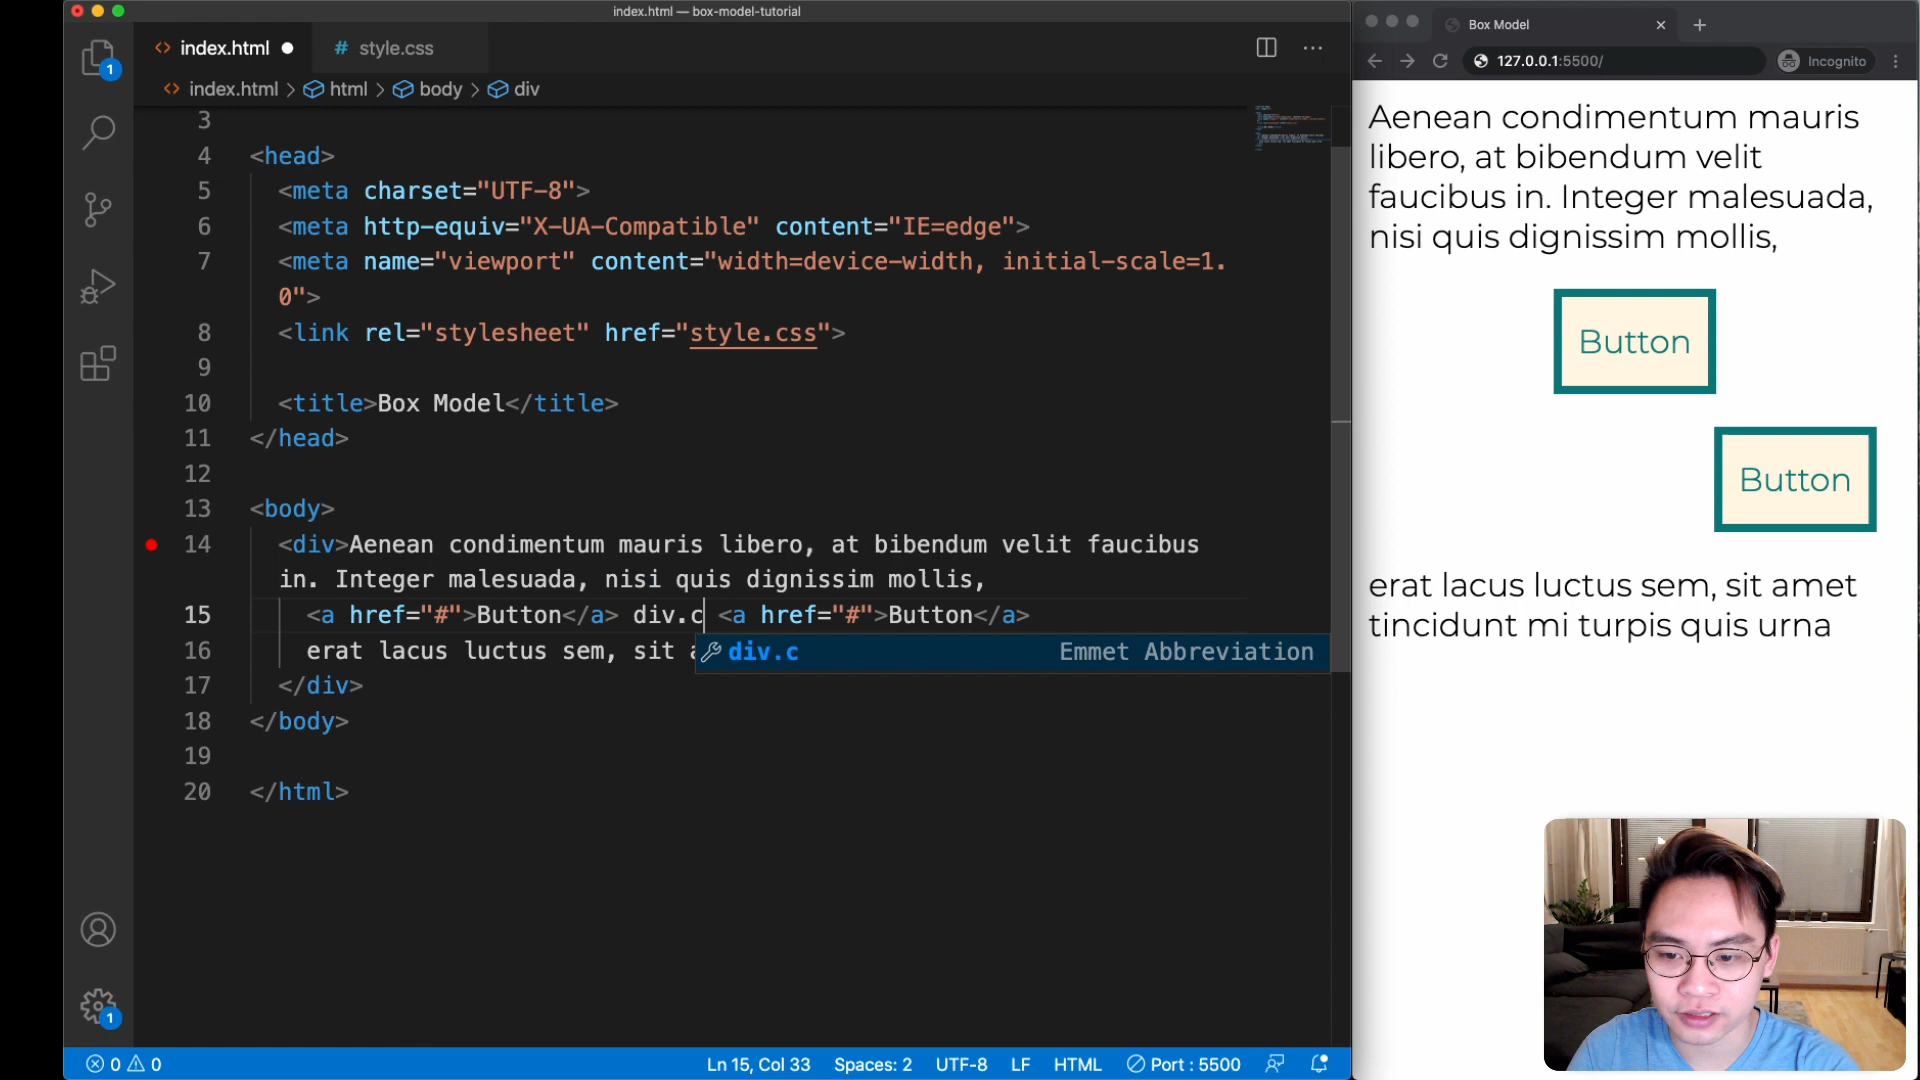 index.html — box-model-tutorial
index.html
# style.css
index.html > html > body > div
1
3
4 <head>
5 <meta charset="UTF-8">
6 <meta http-equiv="X-UA-Compatible" content="IE=edge">
7 <meta name="viewport" content="width=device-width, initial-scale=1.
0">
8 <link rel="stylesheet" href="style.css">
9
10 <title>Box Model</title>
11 </head>
12
13 <body>
14 <div>Aenean condimentum mauris libero, at bibendum velit faucibus
in. Integer malesuada, nisi quis dignissim mollis,
15 <a href="#">Button</a> div.c <a href="#">Button</a>
16 erat lacus luctus sem, sit
div.c Emmet Abbreviation
17 </div>
18 </body>
19
20 </html>
1
0 0
Ln 15, Col 33
Spaces: 2
UTF-8
LF
HTML
Port : 5500
Box Model
127.0.0.1:5500/
Incognito
Aenean condimentum mauris
libero, at bibendum velit
faucibus in. Integer malesuada,
nisi quis dignissim mollis,
Button
Button
erat lacus luctus sem, sit amet
tincidunt mi turpis quis urna